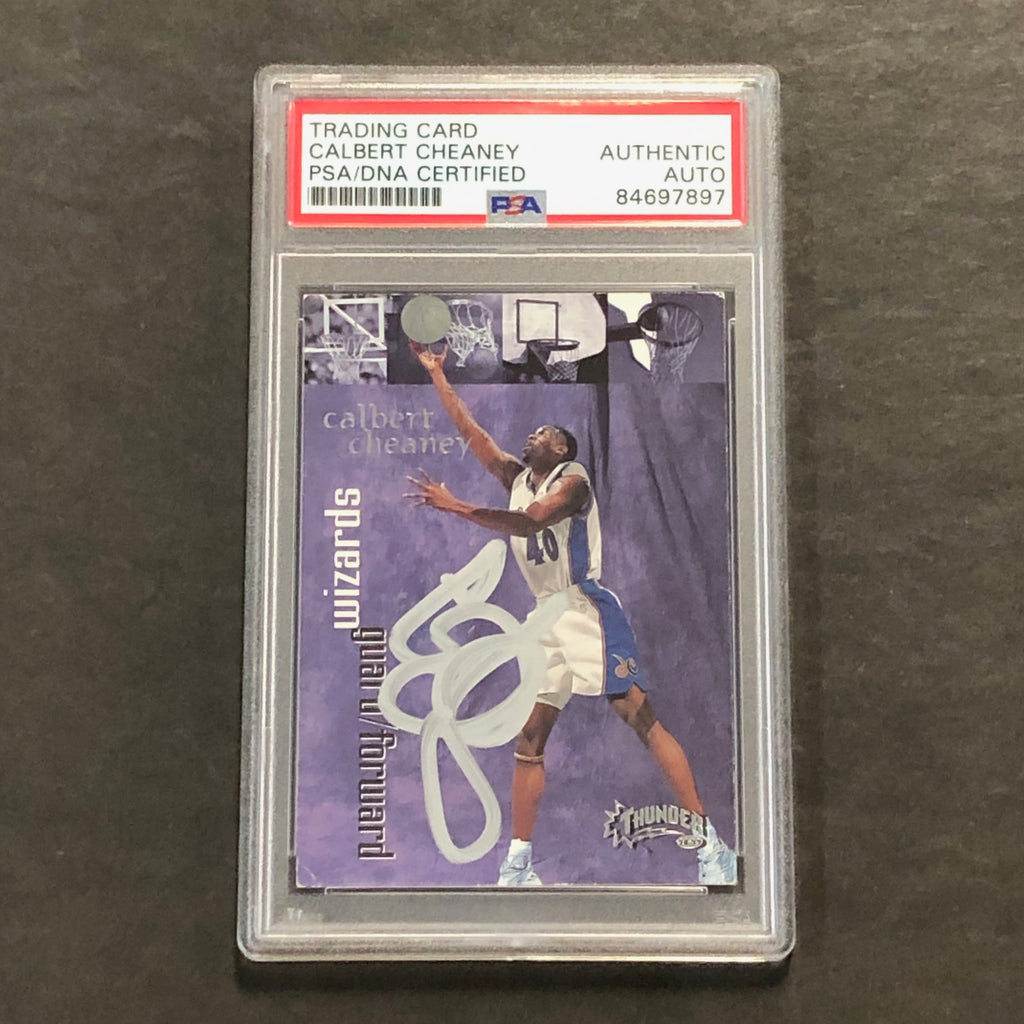 TRADING CARD
CALBERT CHEANEY
PSA/DNA CERTIFIED
AUTHENTIC
AUTO
84697897
PSA
calbert
cheaney
wizards
guard/forward
40
THUNDER